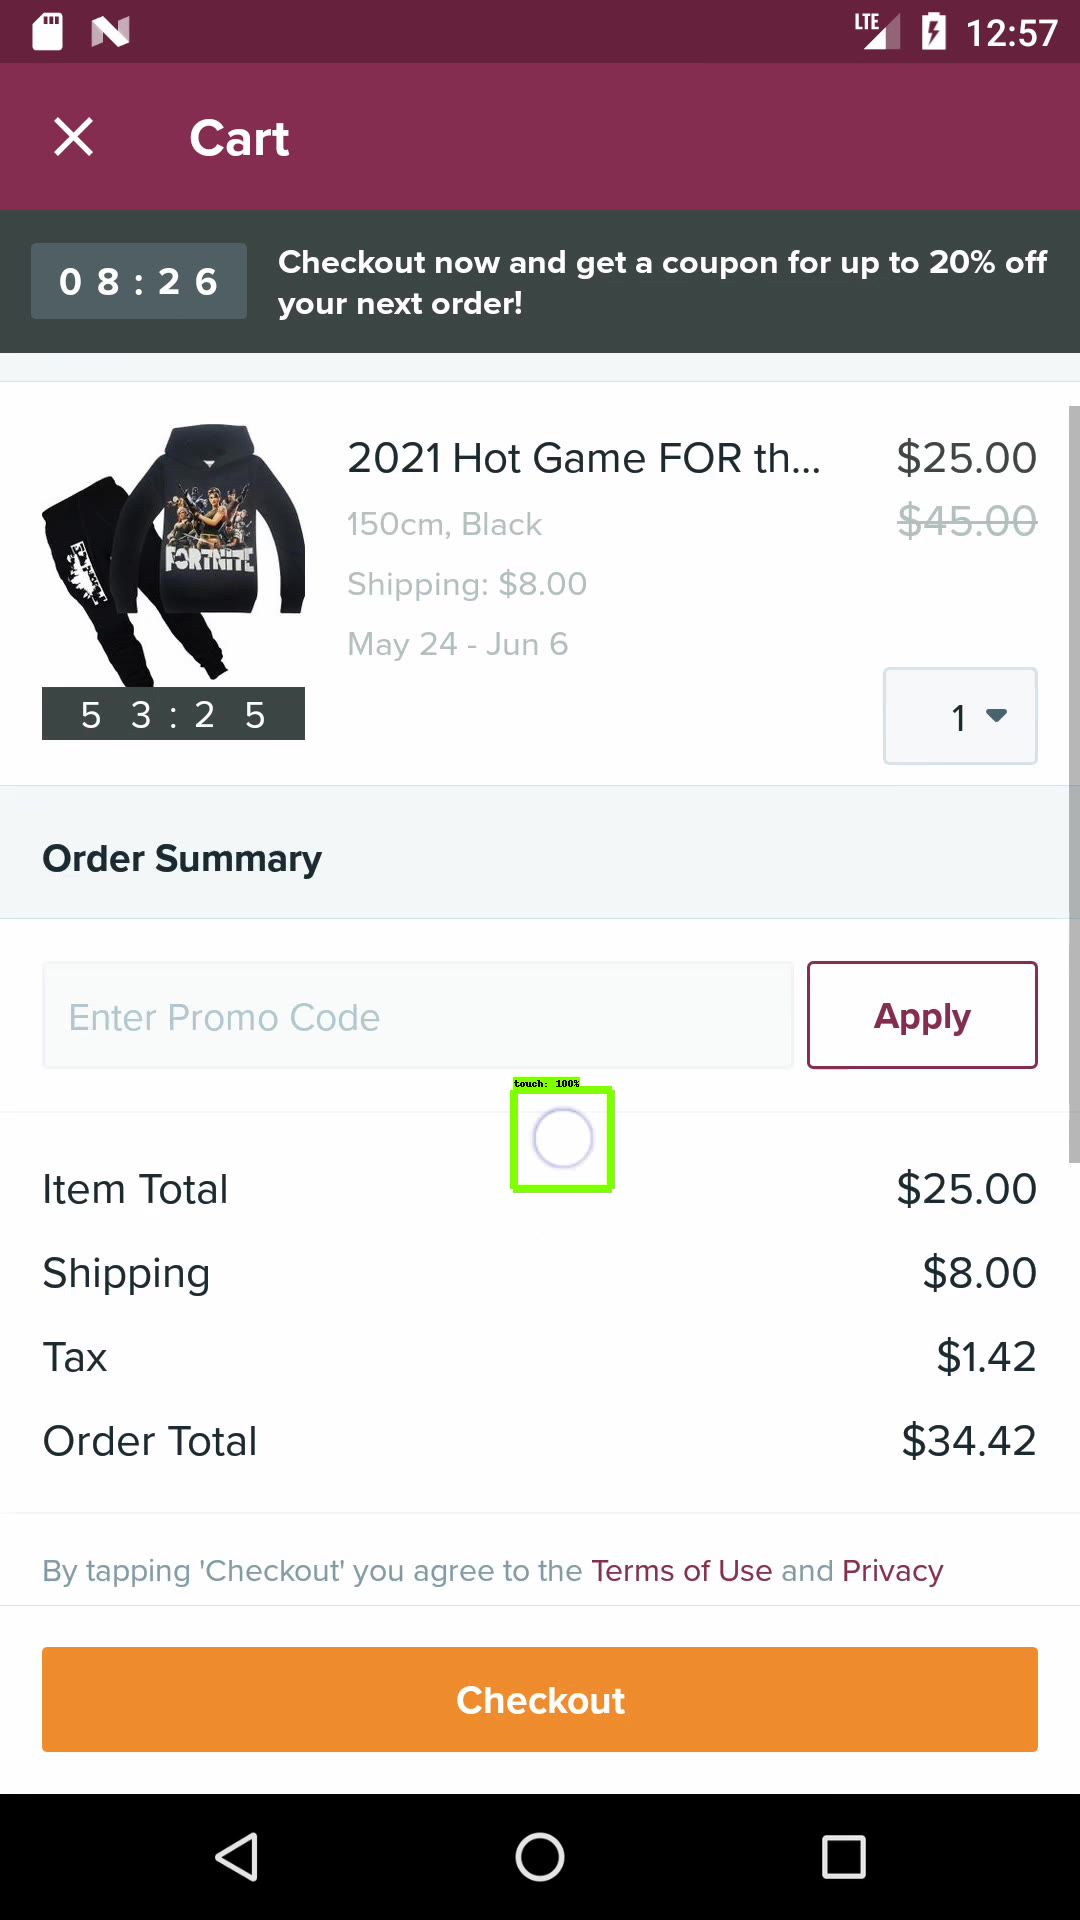 LTE 12:57
Cart
08:26
Checkout now and get a coupon for up to 20% off
your next order!
2021 Hot Game FOR th... $25.00
150cm, Black $45.00
Shipping: $8.00
May 24 - Jun 6
FORTNITE
53:25
1
Order Summary
Enter Promo Code Apply
touch: 100%
Item Total $25.00
Shipping $8.00
Tax $1.42
Order Total $34.42
By tapping 'Checkout' you agree to the Terms of Use and Privacy
Checkout